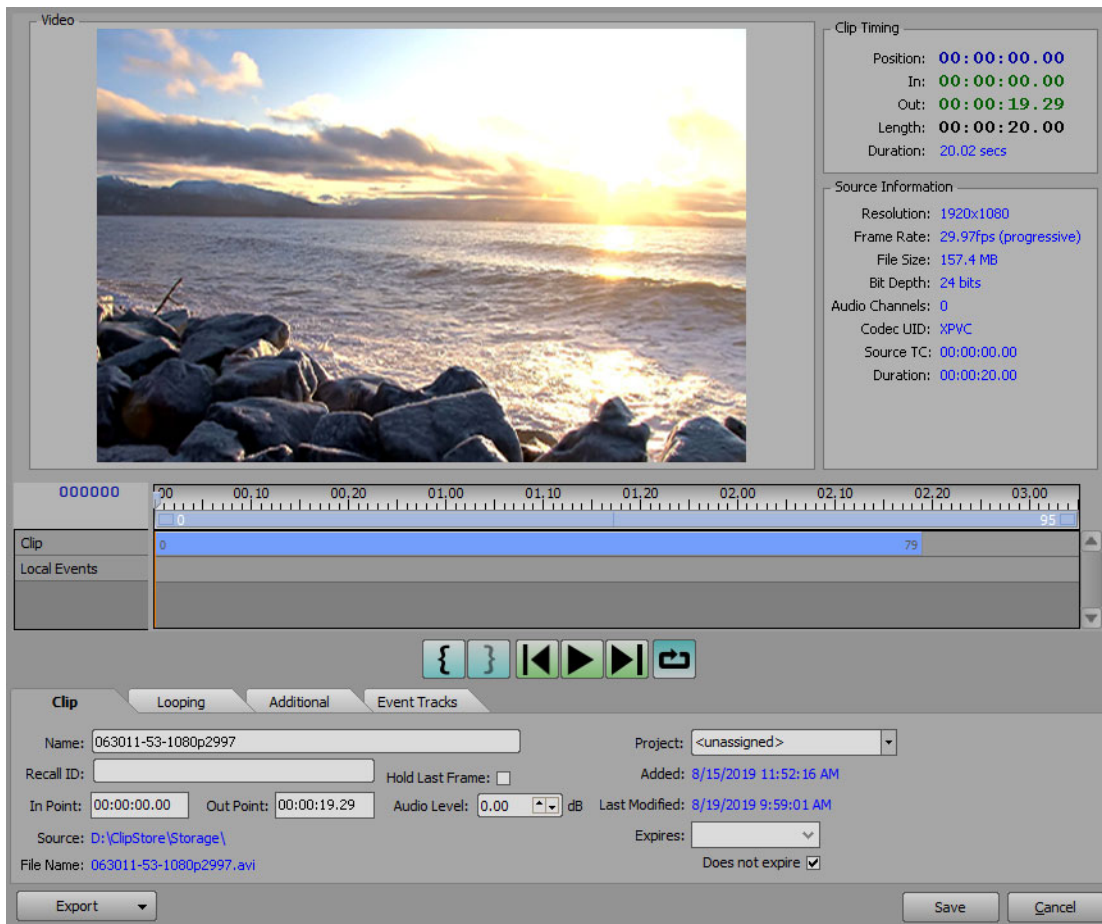 Video
Clip Timing
Position: 00:00:00.00
In: 00:00:00.00
Out: 00:00:19.29
Length: 00:00:20.00
Duration: 20.02 secs
Source Information
Resolution: 1920x1080
Frame Rate: 29.97fps (progressive)
File Size: 157.4 MB
Bit Depth: 24 bits
Audio Channels: 0
Codec UID: XPVC
Source TC: 00:00:00.00
Duration: 00:00:20.00
000000 00 00.10 00.20 01.00 01.10 01.20 02.00 02.10 02.20 03.00
0 95
Clip 0 79
Local Events
Clip Looping Additional Event Tracks
Name: 063011-53-1080p2997 Project: <unassigned>
Recall ID: Hold Last Frame: Added: 8/15/2019 11:52:16 AM
In Point: 00:00:00.00 Out Point: 00:00:19.29 Audio Level: 0.00 dB Last Modified: 8/19/2019 9:59:01 AM
Source: D:\ClipStore\Storage\ Expires:
File Name: 063011-53-1080p2997.avi Does not expire
Export Save Cancel